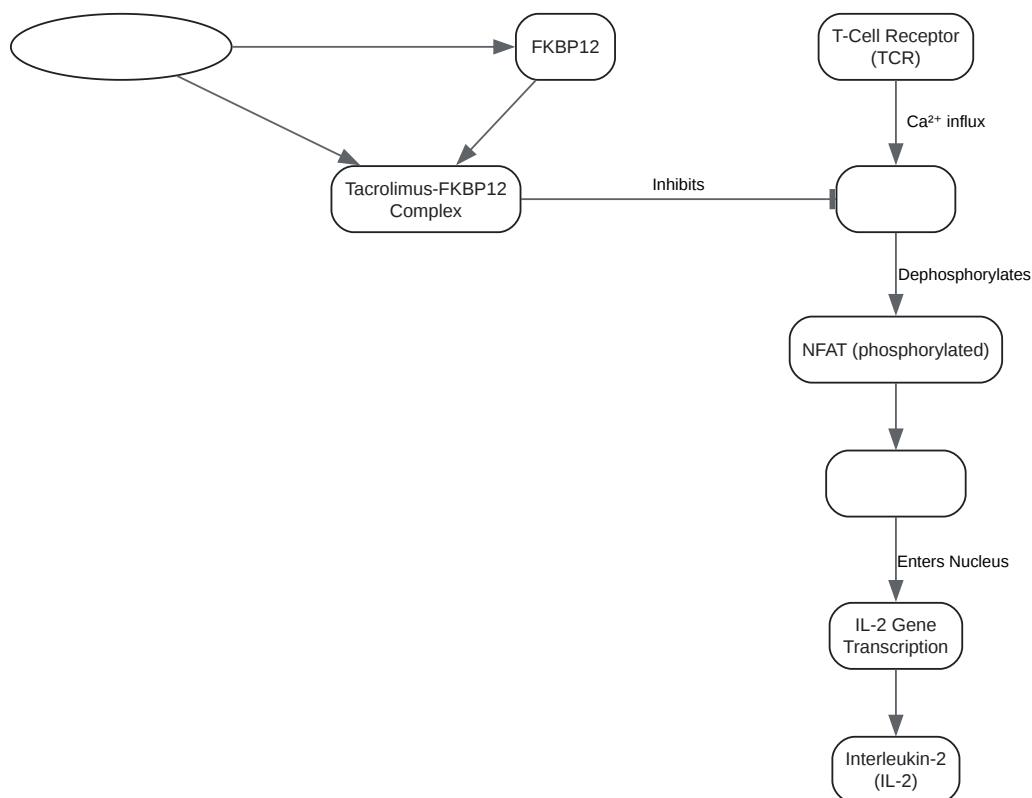 FKBP12
T-Cell Receptor
(TCR)
Ca²⁺ influx
Tacrolimus-FKBP12
Complex
Inhibits
Dephosphorylates
NFAT (phosphorylated)
Enters Nucleus
IL-2 Gene
Transcription
Interleukin-2
(IL-2)